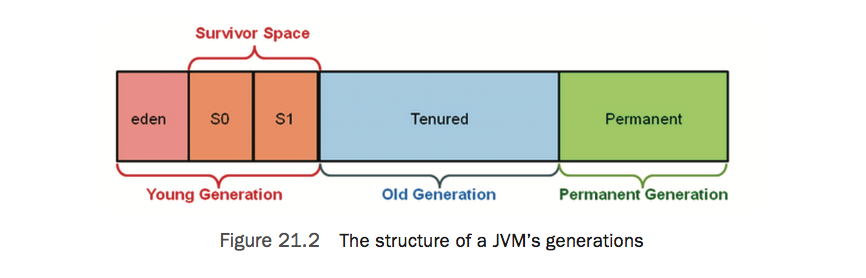 Survivor Space
eden S0 S1 Tenured Permanent
Young Generation Old Generation Permanent Generation
Figure 21.2 The structure of a JVM’s generations